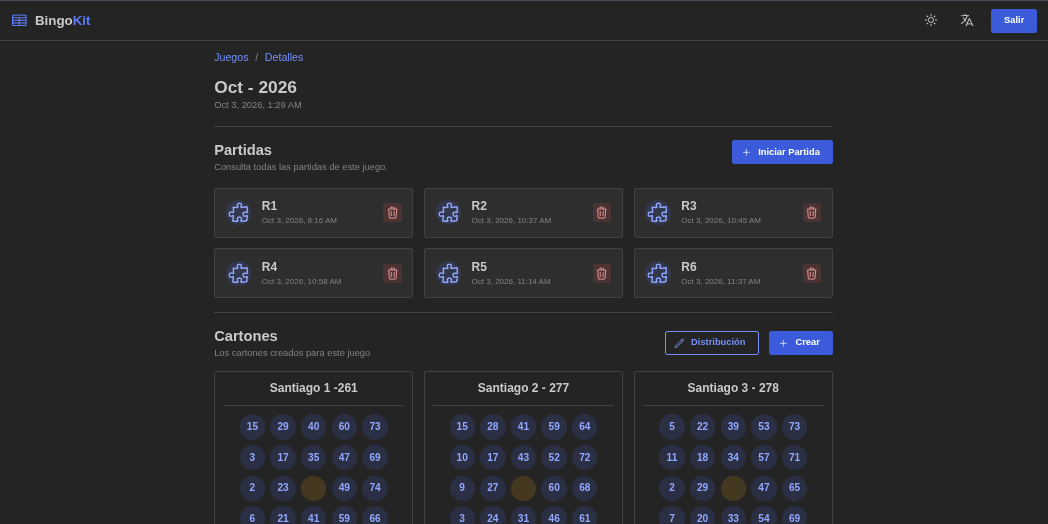 BingoKit
Salir
Juegos / Detalles
Oct - 2026
Oct 3, 2026, 1:29 AM
Partidas
Consulta todas las partidas de este juego.
Iniciar Partida
R1
Oct 3, 2026, 8:16 AM
R2
Oct 3, 2026, 10:37 AM
R3
Oct 3, 2026, 10:45 AM
R4
Oct 3, 2026, 10:58 AM
R5
Oct 3, 2026, 11:14 AM
R6
Oct 3, 2026, 11:37 AM
Cartones
Los cartones creados para este juego
Distribución
Crear
Santiago 1 -261
15 29 40 60 73
3 17 35 47 69
2 23 49 74
6 21 41 59 66
Santiago 2 - 277
15 28 41 59 64
10 17 43 52 72
9 27 60 68
3 24 31 46 61
Santiago 3 - 278
5 22 39 53 73
11 18 34 57 71
2 29 47 65
7 20 33 54 69